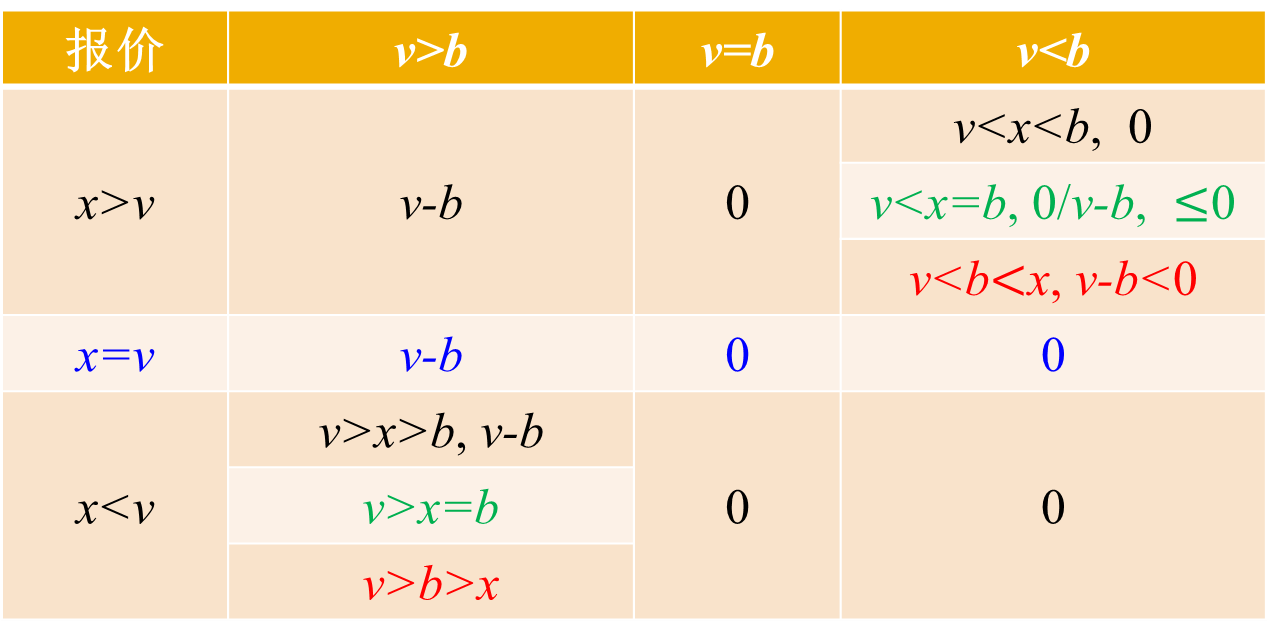 报价 v>b v=b v<b
x>v v-b 0 v<x<b, 0
v<x=b, 0/v-b, ≤0
v<b<x, v-b<0
x=v v-b 0 0
x<v v>x>b, v-b 0 0
v>x=b
v>b>x